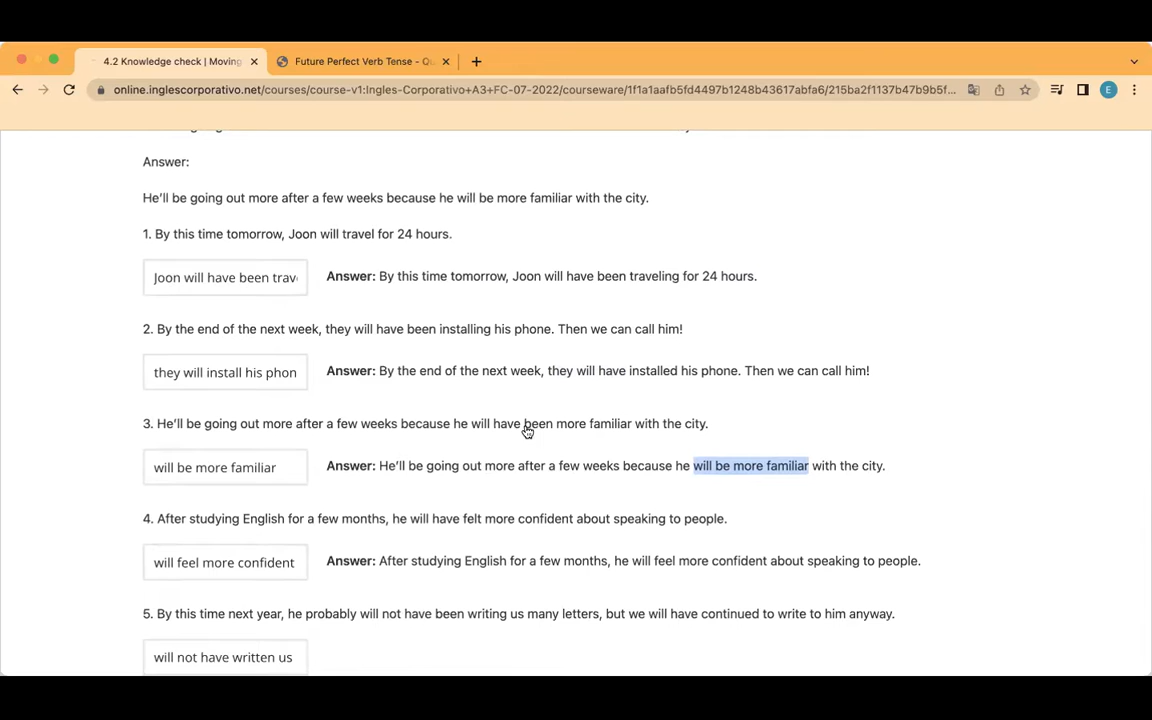 4.2 Knowledge check | Moving
Future Perfect Verb Tense - Qu
online.inglescorporativo.net/courses/course-v1:Ingles-Corporativo+A3+FC-07-2022/courseware/1f1a1aafb5fd4497b1248b43617abfa6/215ba2f1137b47b9b5f...
E
Answer:
He'll be going out more after a few weeks because he will be more familiar with the city.
1. By this time tomorrow, Joon will travel for 24 hours.
Joon will have been trav
Answer: By this time tomorrow, Joon will have been traveling for 24 hours.
2. By the end of the next week, they will have been installing his phone. Then we can call him!
they will install his phon
Answer: By the end of the next week, they will have installed his phone. Then we can call him!
3. He'll be going out more after a few weeks because he will have been more familiar with the city.
will be more familiar
Answer: He'll be going out more after a few weeks because he will be more familiar with the city.
4. After studying English for a few months, he will have felt more confident about speaking to people.
will feel more confident
Answer: After studying English for a few months, he will feel more confident about speaking to people.
5. By this time next year, he probably will not have been writing us many letters, but we will have continued to write to him anyway.
will not have written us